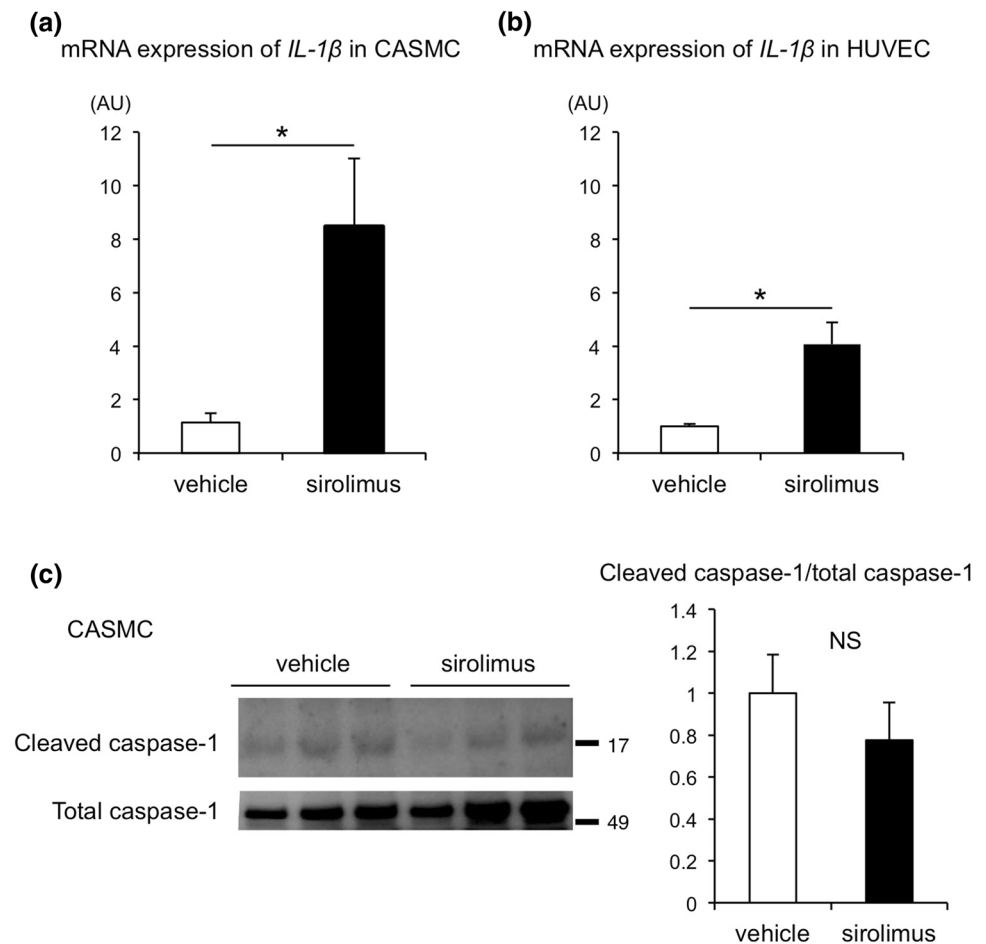 (a)
mRNA expression of IL-1β in CASMC
(AU)
12
10
8
6
4
2
0
*
vehicle
sirolimus
(b)
mRNA expression of IL-1β in HUVEC
(AU)
12
10
8
6
4
2
0
*
vehicle
sirolimus
(c)
CASMC
vehicle
sirolimus
Cleaved caspase-1
17
Total caspase-1
49
Cleaved caspase-1/total caspase-1
1.4
1.2
1
0.8
0.6
0.4
0.2
0
NS
vehicle
sirolimus